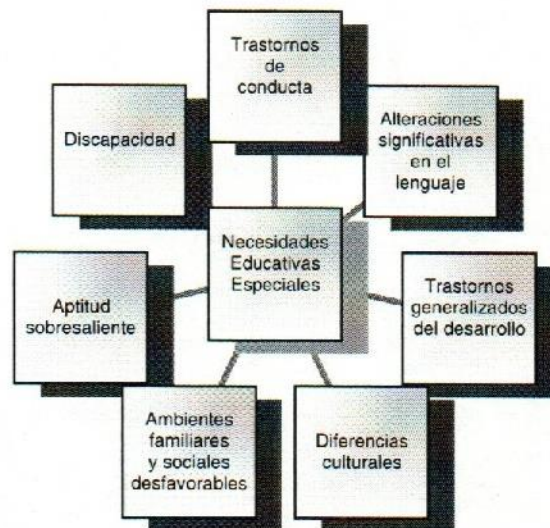 Trastornos
de
conducta
Discapacidad
Alteraciones
significativas
en el
lenguaje
Necesidades
Educativas
Especiales
Aptitud
sobresaliente
Trastornos
generalizados
del desarrollo
Ambientes
familiares
y sociales
desfavorables
Diferencias
culturales